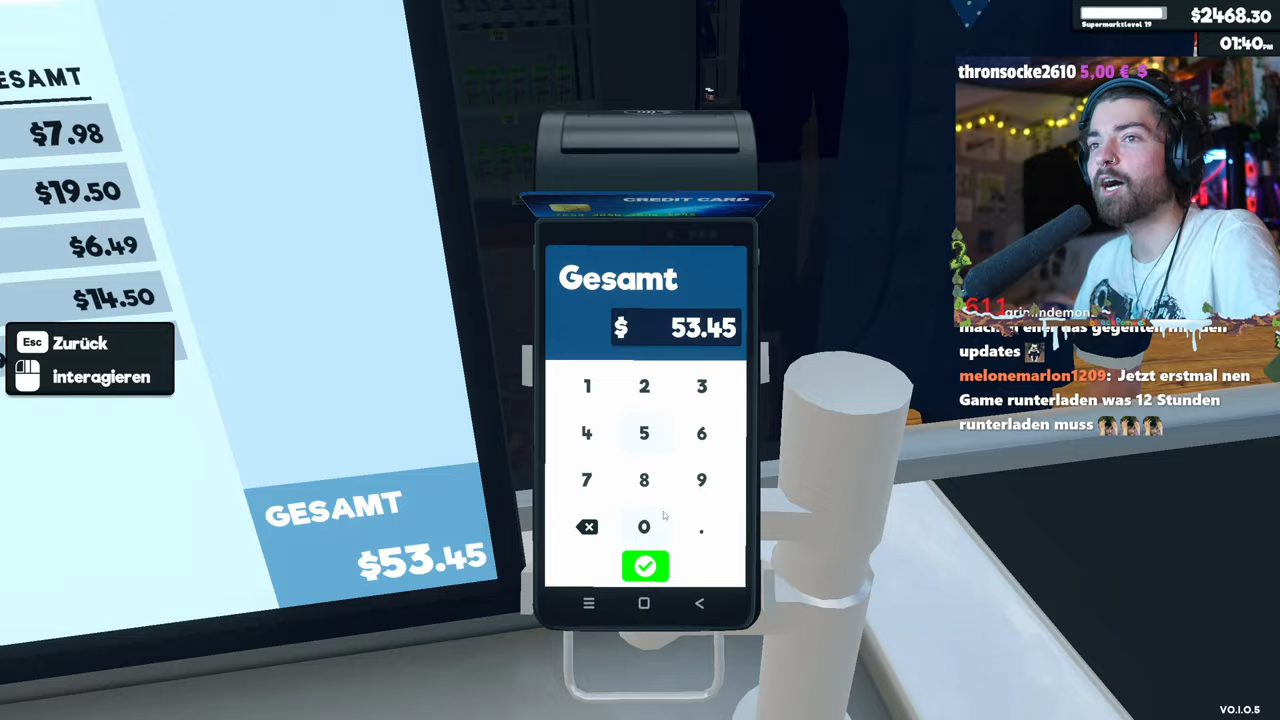 ESAMT
$7.98
$19.50
$6.49
$14.50
Esc Zurück
interagieren
GESAMT
$53.45
CREDIT CARD
Gesamt
$ 53.45
1 2 3
4 5 6
7 8 9
0 .
$2468.30
Supermarktlevel 19
01:40PM
thronsocke2610 5,00 € $
611
updates
melonemarlon1209: Jetzt erstmal nen
Game runterladen was 12 Stunden
runterladen muss
V0.1.0.5